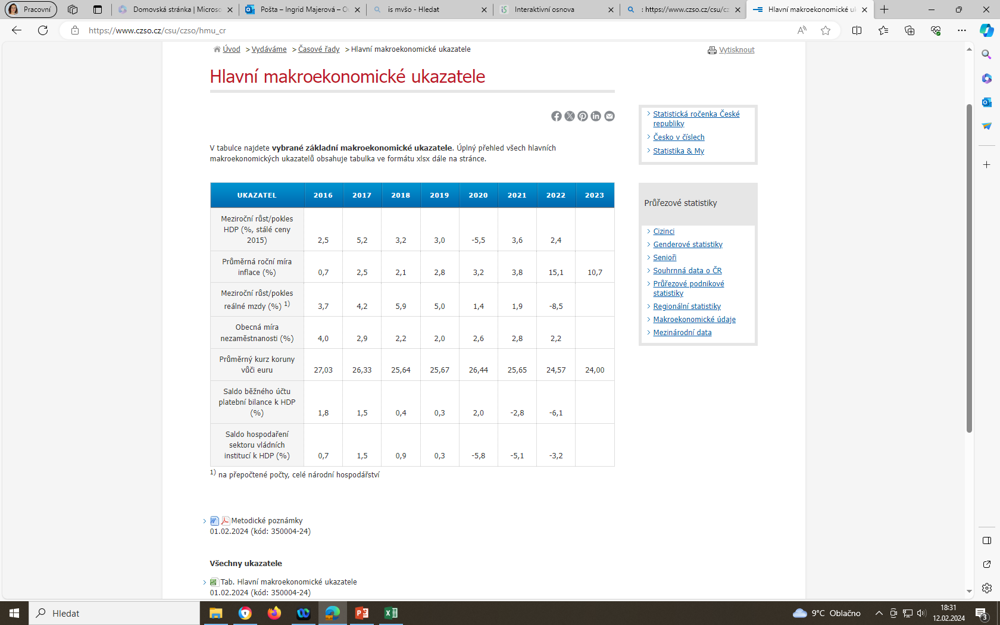 Pracovní
Domovská stránka | Microso
Pošta – Ingrid Majerová – Ou
is mvšo - Hledat
Interaktivní osnova
: https://www.czso.cz/csu/cz
Hlavní makroekonomické uk
https://www.czso.cz/csu/czso/hmu_cr
Úvod > Vydáváme > Časové řady > Hlavní makroekonomické ukazatele
Vytisknout
Hlavní makroekonomické ukazatele
Statistická ročenka České
republiky
Česko v číslech
Statistika & My
V tabulce najdete vybrané základní makroekonomické ukazatele. Úplný přehled všech hlavních
makroekonomických ukazatelů obsahuje tabulka ve formátu xlsx dále na stránce.
UKAZATEL 2016 2017 2018 2019 2020 2021 2022 2023
Meziroční růst/pokles
HDP (%, stálé ceny
2015) 2,5 5,2 3,2 3,0 -5,5 3,6 2,4
Průměrná roční míra
inflace (%) 0,7 2,5 2,1 2,8 3,2 3,8 15,1 10,7
Meziroční růst/pokles
reálné mzdy (%) 1) 3,7 4,2 5,9 5,0 1,4 1,9 -8,5
Obecná míra
nezaměstnanosti (%) 4,0 2,9 2,2 2,0 2,6 2,8 2,2
Průměrný kurz koruny
vůči euru 27,03 26,33 25,64 25,67 26,44 25,65 24,57 24,00
Saldo běžného účtu
platební bilance k HDP
(%) 1,8 1,5 0,4 0,3 2,0 -2,8 -6,1
Saldo hospodaření
sektoru vládních
institucí k HDP (%) 0,7 1,5 0,9 0,3 -5,8 -5,1 -3,2
1) na přepočtené počty, celé národní hospodářství
Průřezové statistiky
Cizinci
Genderové statistiky
Senioři
Souhrnná data o ČR
Průřezové podnikové
statistiky
Regionální statistiky
Makroekonomické údaje
Mezinárodní data
Metodické poznámky
01.02.2024 (kód: 350004-24)
Všechny ukazatele
Tab. Hlavní makroekonomické ukazatele
01.02.2024 (kód: 350004-24)
Hledat
9°C Oblačno
18:31
12.02.2024
3